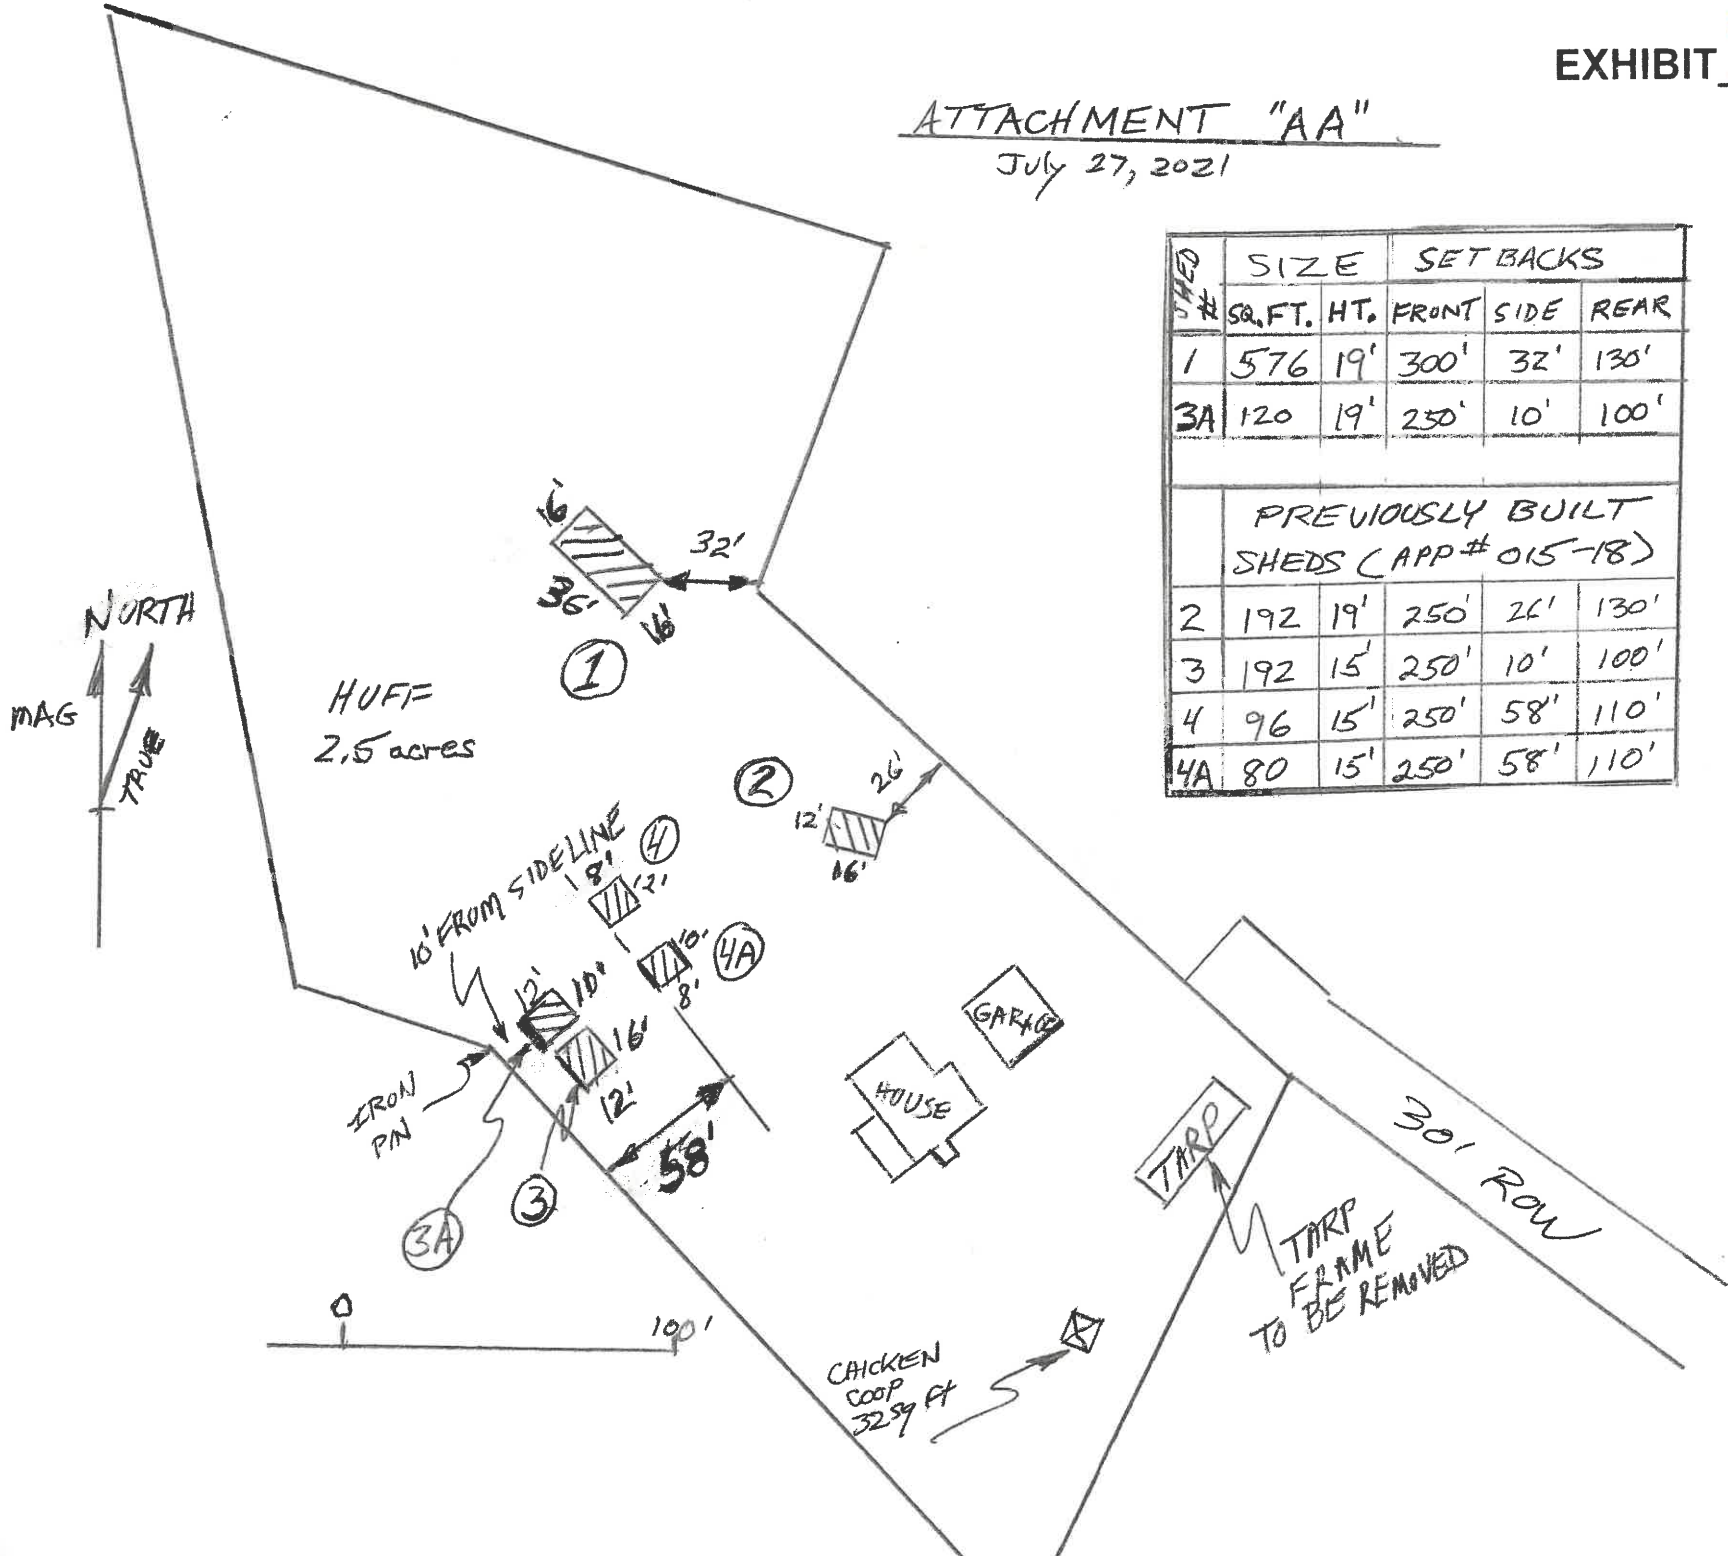 EXHIBIT_
ATTACHMENT "AA"
July 27, 2021
SHED # SIZE SETBACKS
SQ.FT. HT. FRONT SIDE REAR
1 576 19' 300' 32' 130'
3A 120 19' 250' 10' 100'
PREVIOUSLY BUILT
SHEDS (APP # 015-18)
2 192 19' 250' 26' 130'
3 192 15' 250' 10' 100'
4 96 15' 250' 58" 110'
4A 80 15' 250' 58' 110'
16'
36'
16'
32'
1
NORTH
MAG
TRUE
HUFF
2.5 acres
2
26'
12'
16'
10' FROM SIDELINE
4
8'
12'
4A
10'
8'
12'
10'
16'
12'
IRON
PIN
58'
3
3A
GARAGE
HOUSE
TARP
30' ROW
TARP
FRAME
TO BE REMOVED
0
100'
CHICKEN
COOP
32 sq ft